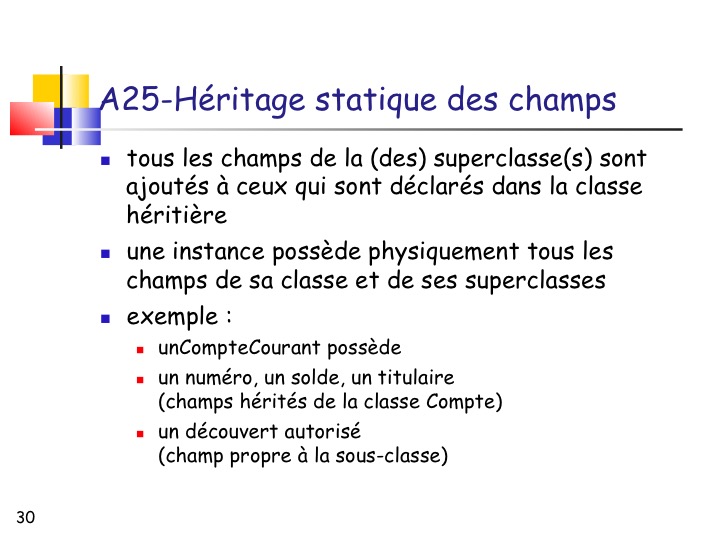 A25-Héritage statique des champs
tous les champs de la (des) superclasse(s) sont
ajoutés à ceux qui sont déclarés dans la classe
héritière
une instance possède physiquement tous les
champs de sa classe et de ses superclasses
exemple :
unCompteCourant possède
un numéro, un solde, un titulaire
(champs hérités de la classe Compte)
un découvert autorisé
(champ propre à la sous-classe)
30